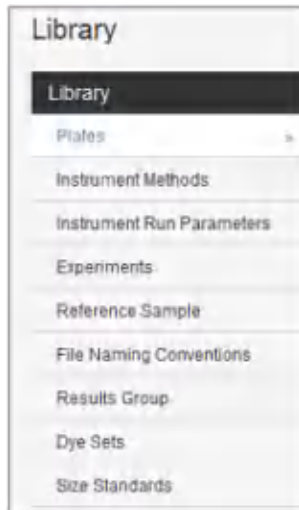 Library
Library
Plates »
Instrument Methods
Instrument Run Parameters
Experiments
Reference Sample
File Naming Conventions
Results Group
Dye Sets
Size Standards